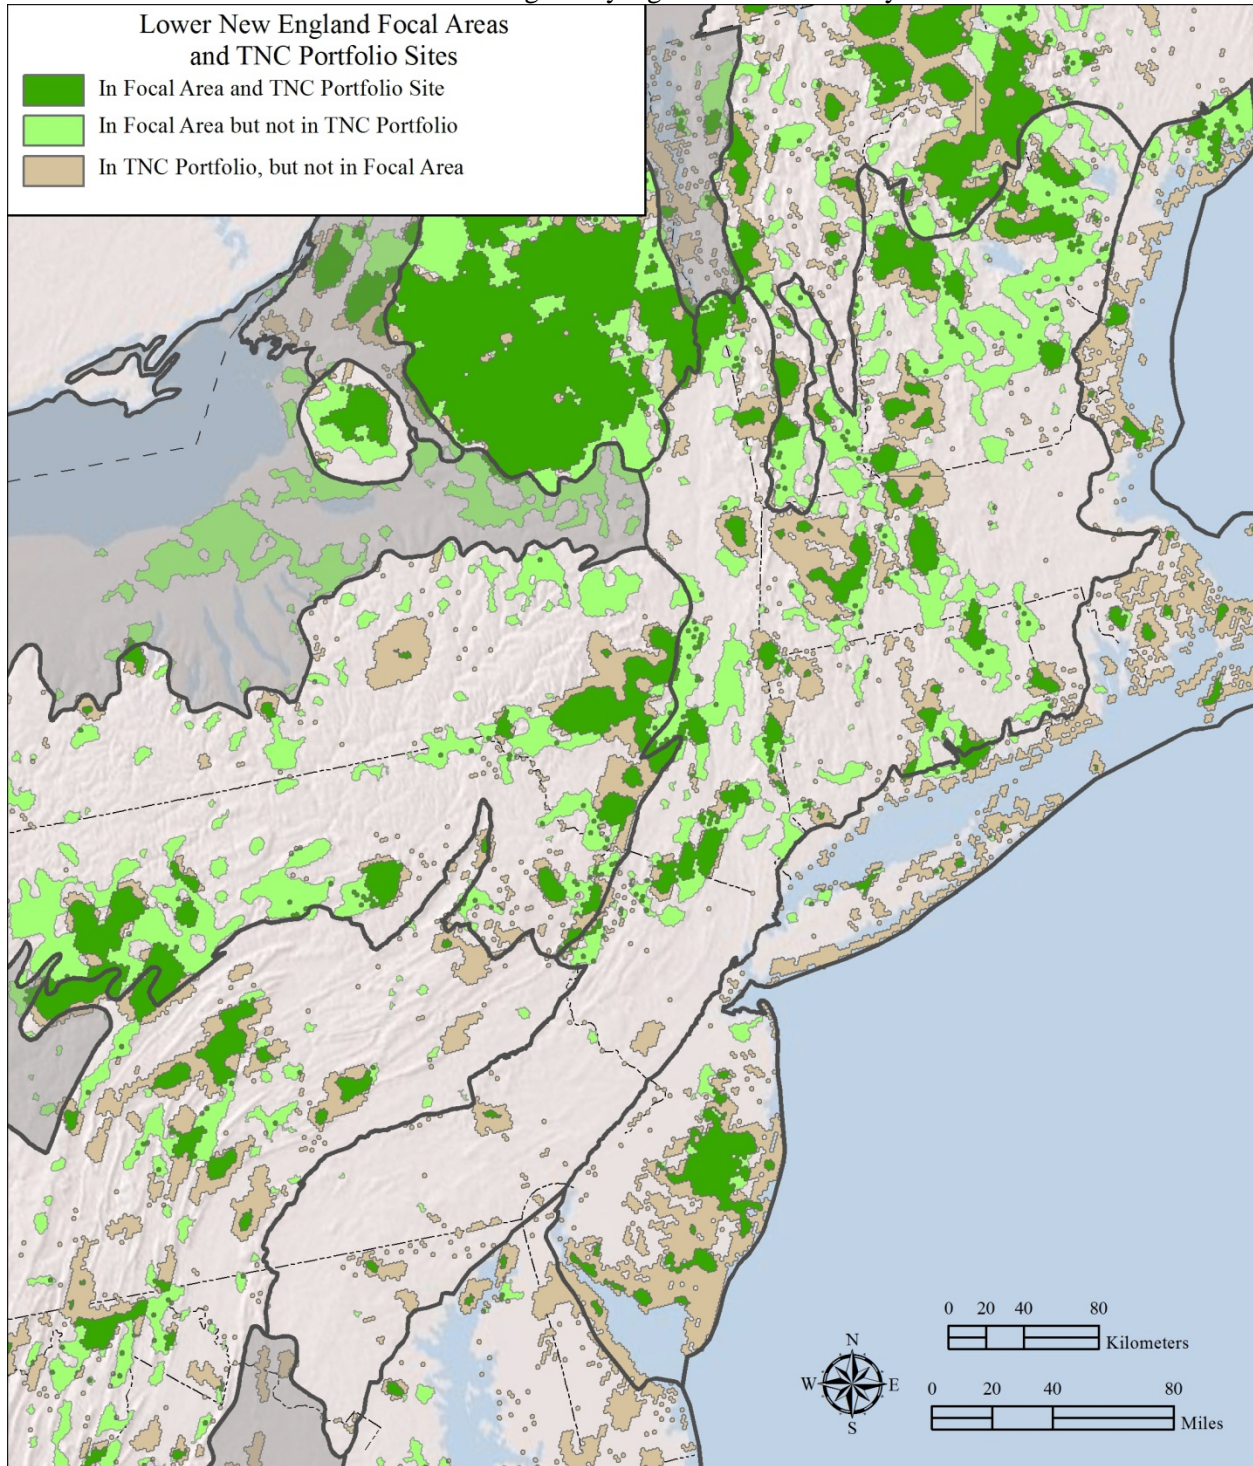 Lower New England Focal Areas
and TNC Portfolio Sites
In Focal Area and TNC Portfolio Site
In Focal Area but not in TNC Portfolio
In TNC Portfolio, but not in Focal Area
0 20 40 80
Kilometers
N
W E
S
0 20 40 80
Miles